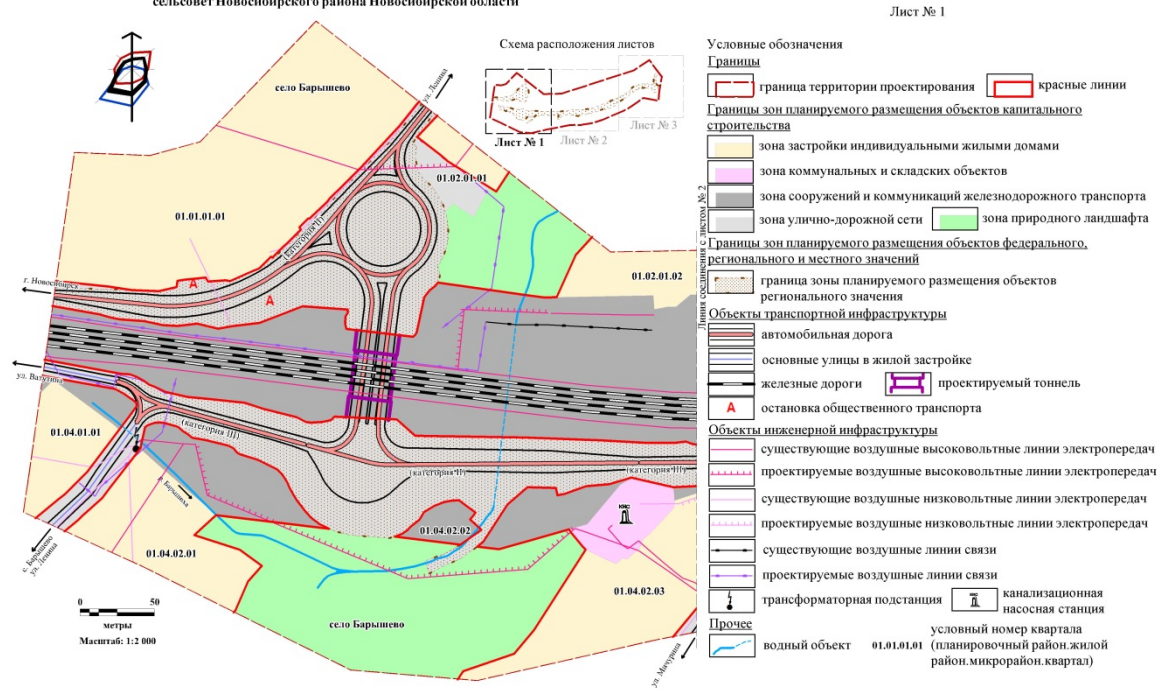 сельсовет Новосибирского района Новосибирской области
Лист № 1
Схема расположения листов
Лист № 1
Лист № 2
Лист № 3
село Барышево
ул. Ленина
01.02.01.01
01.01.01.01
(категория II)
г. Новосибирск
А
А
01.02.01.02
Линия соединения с листом № 2
ул. Ватутина
01.04.01.01
(категория III)
(категория II)
(категория III)
р. Барышиха
КНС
01.04.02.02
01.04.02.01
с. Барышево
ул. Ленина
01.04.02.03
село Барышево
ул. Мичурина
0 50
метры
Масштаб: 1:2 000
Условные обозначения
Границы
граница территории проектирования
красные линии
Границы зон планируемого размещения объектов капитального
строительства
зона застройки индивидуальными жилыми домами
зона коммунальных и складских объектов
зона сооружений и коммуникаций железнодорожного транспорта
зона улично-дорожной сети
зона природного ландшафта
Границы зон планируемого размещения объектов федерального,
регионального и местного значений
граница зоны планируемого размещения объектов
регионального значения
Объекты транспортной инфраструктуры
автомобильная дорога
основные улицы в жилой застройке
железные дороги
проектируемый тоннель
А
остановка общественного транспорта
Объекты инженерной инфраструктуры
существующие воздушные высоковольтные линии электропередач
проектируемые воздушные высоковольтные линии электропередач
существующие воздушные низковольтные линии электропередач
проектируемые воздушные низковольтные линии электропередач
существующие воздушные линии связи
проектируемые воздушные линии связи
трансформаторная подстанция
КНС
канализационная
насосная станция
Прочее
водный объект
01.01.01.01
условный номер квартала
(планировочный район.жилой
район.микрорайон.квартал)